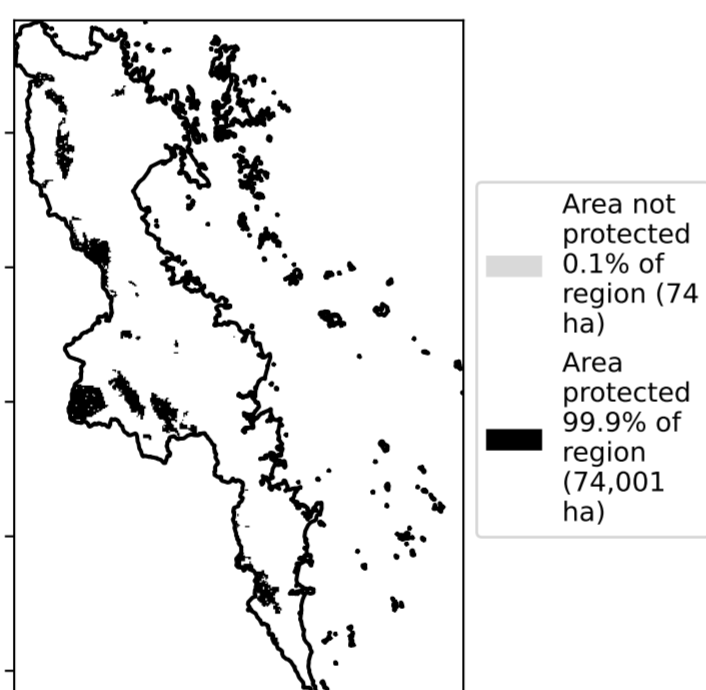 Area not
protected
0.1% of
region (74
ha)
Area
protected
99.9% of
region
(74,001
ha)